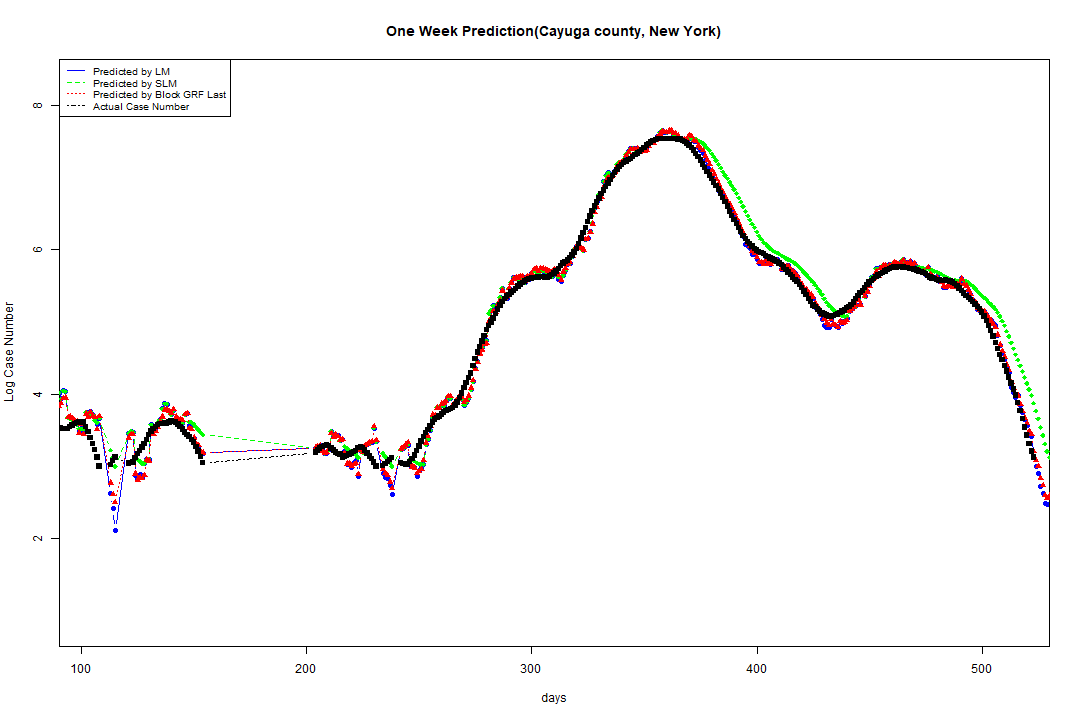 One Week Prediction(Cayuga county, New York)
Predicted by LM
Predicted by SLM
Predicted by Block GRF Last
Actual Case Number
8
6
4
2
Log Case Number
100 200 300 400 500
days